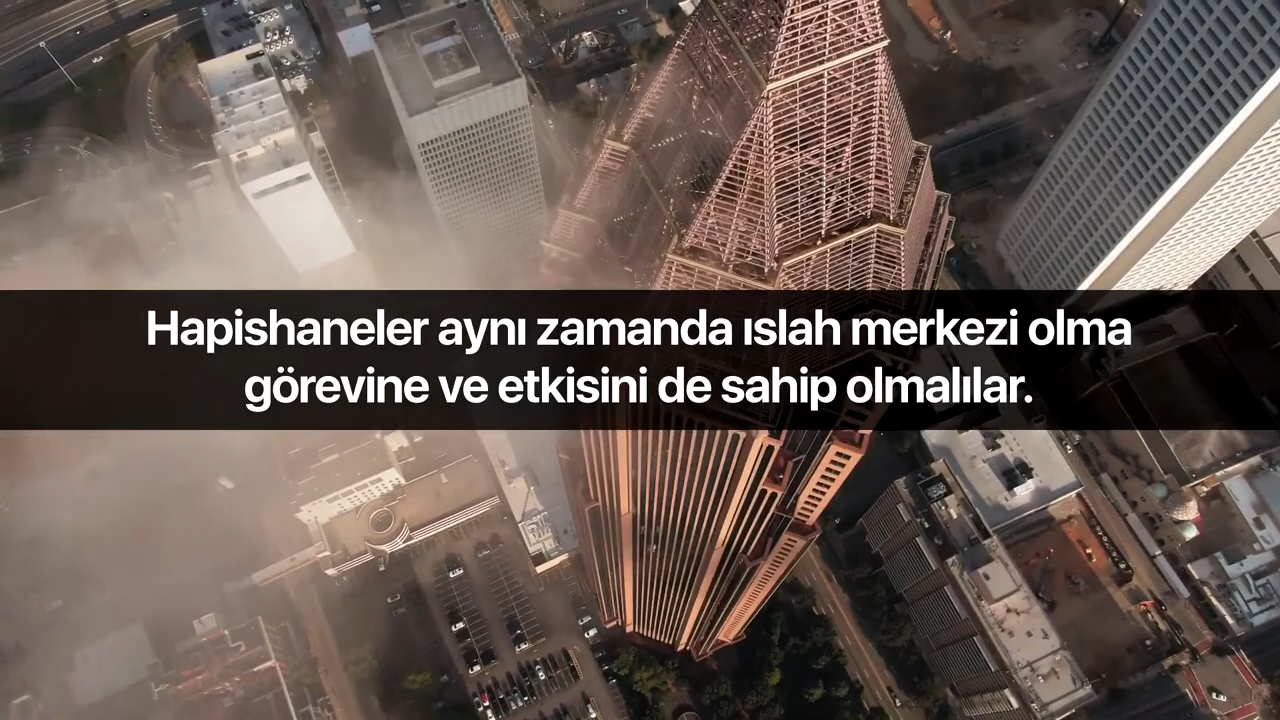 Hapishaneler aynı zamanda ıslah merkezi olma
görevine ve etkisini de sahip olmalılar.